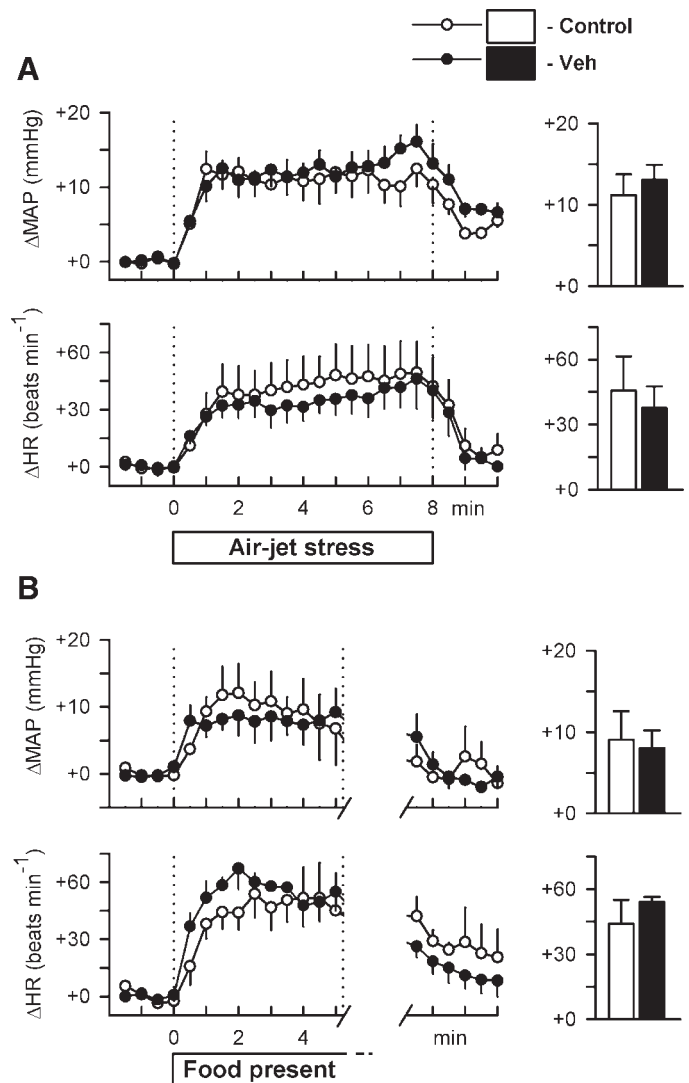 - Control
- Veh
A
ΔMAP (mmHg)
+20
+10
+0
+20
+10
+0
ΔHR (beats min⁻¹)
+60
+30
+0
+60
+30
+0
0 2 4 6 8 min
Air-jet stress
B
ΔMAP (mmHg)
+20
+10
+0
+20
+10
+0
ΔHR (beats min⁻¹)
+60
+30
+0
+60
+30
+0
0 2 4 min
Food present